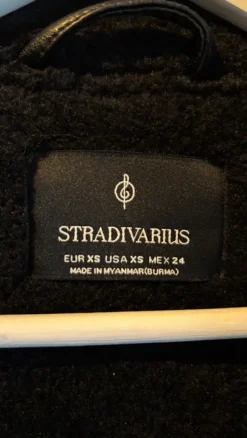 STRADIVARIUS
EUR XS USA XS MEX 24
MADE IN MYANMAR(BURMA)